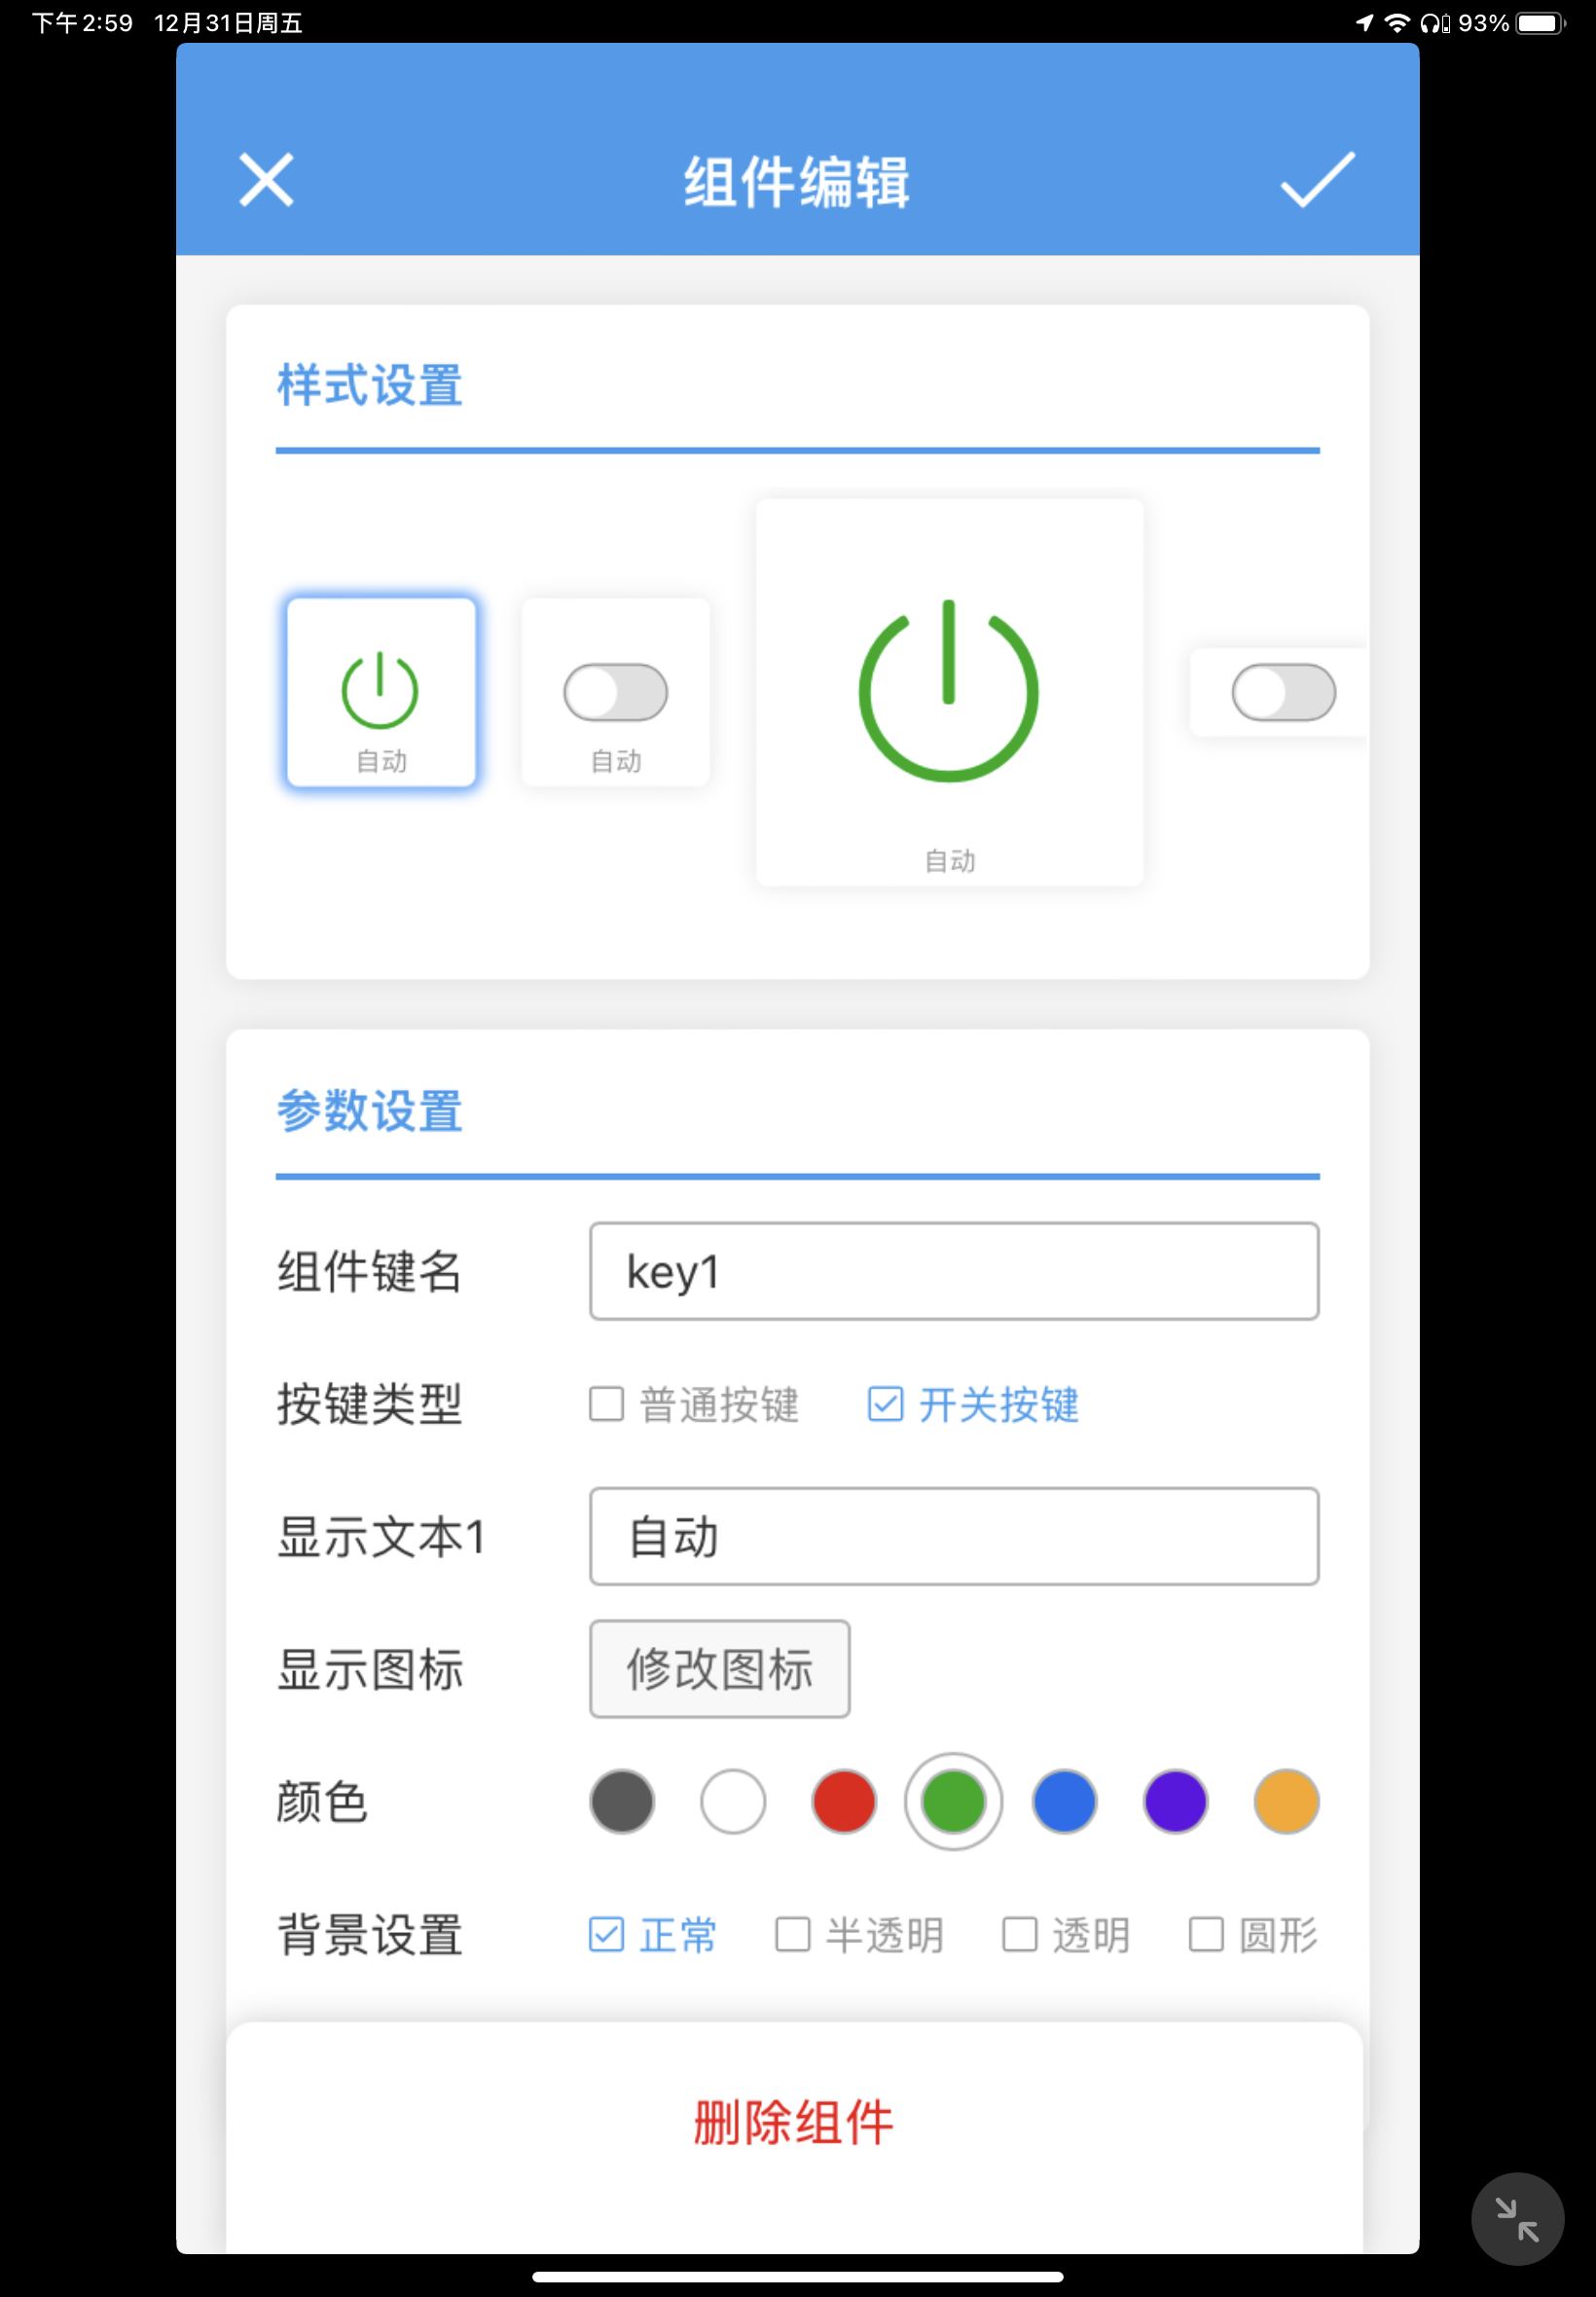 下午2:59 12月31日周五 93%
组件编辑
样式设置
自动 自动
自动
参数设置
组件键名 key1
按键类型 普通按键 开关按键
显示文本1 自动
显示图标 修改图标
颜色
背景设置 正常 半透明 透明 圆形
删除组件